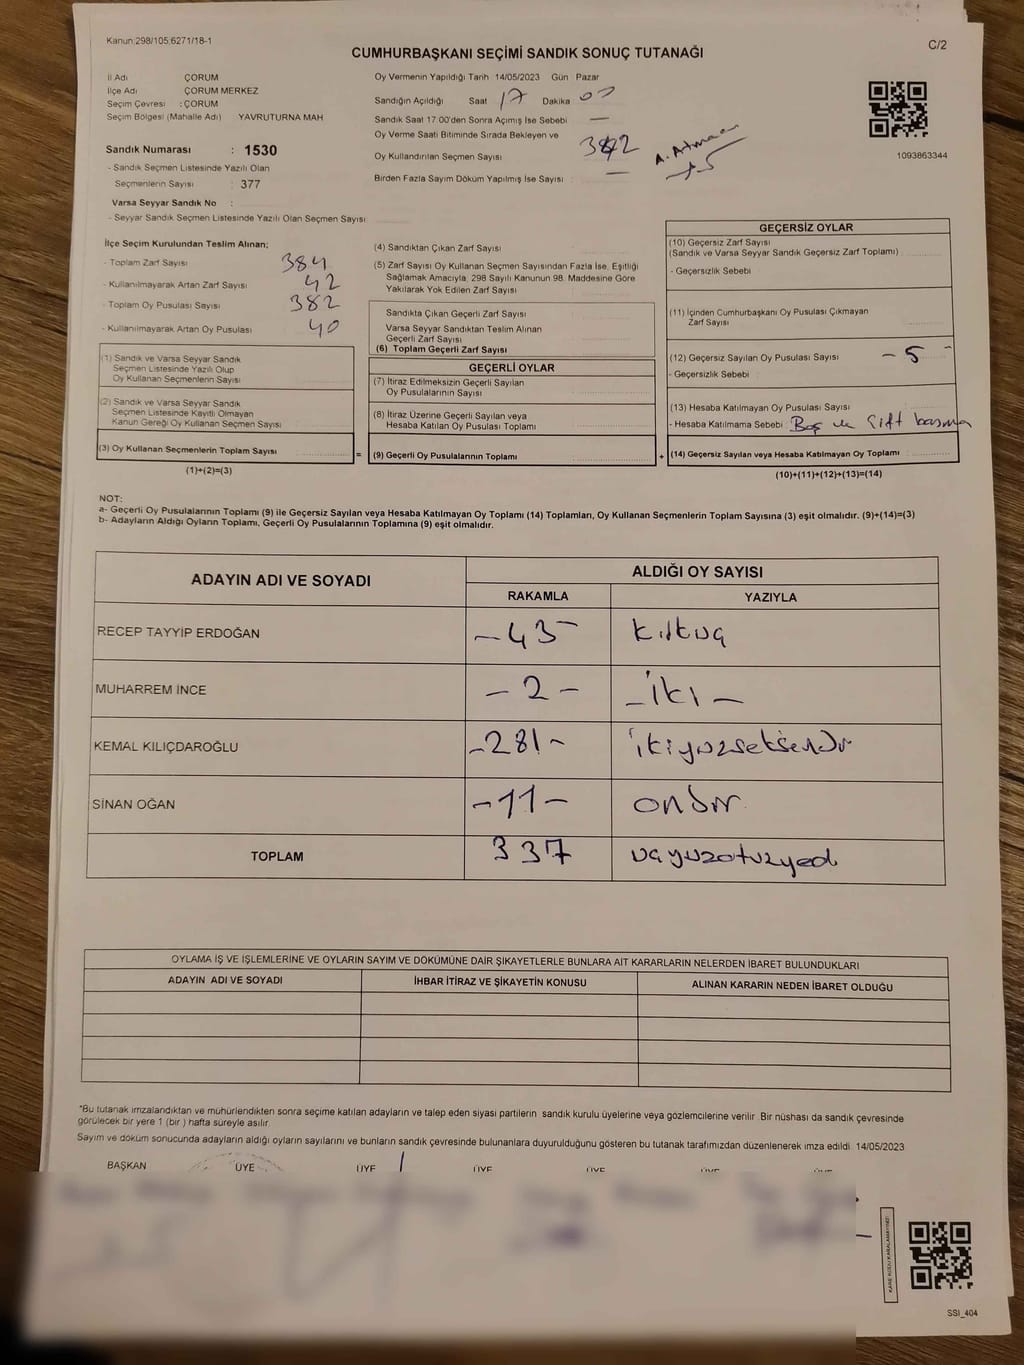 Kanun:298/105;6271/18-1
C/2
CUMHURBAŞKANI SEÇİMİ SANDIK SONUÇ TUTANAĞI
İl Adı ÇORUM
İlçe Adı ÇORUM MERKEZ
Seçim Çevresi : ÇORUM
Seçim Bölgesi (Mahalle Adı) YAVRUTURNA MAH
Sandık Numarası : 1530
- Sandık Seçmen Listesinde Yazılı Olan
Seçmenlerin Sayısı : 377
Varsa Seyyar Sandık No :
- Seyyar Sandık Seçmen Listesinde Yazılı Olan Seçmen Sayısı
Oy Vermenin Yapıldığı Tarih 14/05/2023 Gün Pazar
Sandığın Açıldığı Saat 17 Dakika 00
Sandık Saat 17.00'den Sonra Açımış İse Sebebi —
Oy Verme Saati Bitiminde Sırada Bekleyen ve
Oy Kullandırılan Seçmen Sayısı
Birden Fazla Sayım Döküm Yapılmış İse Sayısı : —
1093863344
İlçe Seçim Kurulundan Teslim Alınan;
- Toplam Zarf Sayısı 384
- Kullanılmayarak Artan Zarf Sayısı 42
- Toplam Oy Pusulası Sayısı 382
- Kullanılmayarak Artan Oy Pusulası 40
(1) Sandık ve Varsa Seyyar Sandık
Seçmen Listesinde Yazılı Olup
Oy Kullanan Seçmenlerin Sayısı
(2) Sandık ve Varsa Seyyar Sandık
Seçmen Listesinde Kayıtlı Olmayan
Kanun Gereği Oy Kullanan Seçmen Sayısı
(3) Oy Kullanan Seçmenlerin Toplam Sayısı
(1)+(2)=(3)
=
(4) Sandıktan Çıkan Zarf Sayısı
(5) Zarf Sayısı Oy Kullanan Seçmen Sayısından Fazla İse, Eşitliği
Sağlamak Amacıyla, 298 Sayılı Kanunun 98. Maddesine Göre
Yakılarak Yok Edilen Zarf Sayısı
Sandıkta Çıkan Geçerli Zarf Sayısı
Varsa Seyyar Sandıktan Teslim Alınan
Geçerli Zarf Sayısı
(6) Toplam Geçerli Zarf Sayısı
GEÇERLİ OYLAR
(7) İtiraz Edilmeksizin Geçerli Sayılan
Oy Pusulalarının Sayısı
(8) İtiraz Üzerine Geçerli Sayılan veya
Hesaba Katılan Oy Pusulası Toplamı
(9) Geçerli Oy Pusulalarının Toplamı
+
GEÇERSİZ OYLAR
(10) Geçersiz Zarf Sayısı
(Sandık ve Varsa Seyyar Sandık Geçersiz Zarf Toplamı)
- Geçersizlik Sebebi
(11) İçinden Cumhurbaşkanı Oy Pusulası Çıkmayan
Zarf Sayısı
(12) Geçersiz Sayılan Oy Pusulası Sayısı - 5 -
- Geçersizlik Sebebi
(13) Hesaba Katılmayan Oy Pusulası Sayısı
- Hesaba Katılmama Sebebi Boş ve Çift basma
(14) Geçersiz Sayılan veya Hesaba Katılmayan Oy Toplamı
(10)+(11)+(12)+(13)=(14)
NOT:
a- Geçerli Oy Pusulalarının Toplamı (9) ile Geçersiz Sayılan veya Hesaba Katılmayan Oy Toplamı (14) Toplamları, Oy Kullanan Seçmenlerin Toplam Sayısına (3) eşit olmalıdır. (9)+(14)=(3)
b- Adayların Aldığı Oyların Toplamı, Geçerli Oy Pusulalarının Toplamına (9) eşit olmalıdır.
ADAYIN ADI VE SOYADI ALDIĞI OY SAYISI
RAKAMLA YAZIYLA
RECEP TAYYİP ERDOĞAN - 43 -
MUHARREM İNCE - 2 - - iki -
KEMAL KILIÇDAROĞLU - 281 - ikiyüzseksenbir
SİNAN OĞAN - 11 - onbir
TOPLAM 337 üçyüzotuzyedi
OYLAMA İŞ VE İŞLEMLERİNE VE OYLARIN SAYIM VE DÖKÜMÜNE DAİR ŞİKAYETLERLE BUNLARA AİT KARARLARIN NELERDEN İBARET BULUNDUKLARI
ADAYIN ADI VE SOYADI İHBAR İTİRAZ VE ŞİKAYETİN KONUSU ALINAN KARARIN NEDEN İBARET OLDUĞU
*Bu tutanak imzalandıktan ve mühürlendikten sonra seçime katılan adayların ve talep eden siyasi partilerin sandık kurulu üyelerine veya gözlemcilerine verilir. Bir nüshası da sandık çevresinde
görülecek bir yere 1 (bir ) hafta süreyle asılır.
Sayım ve döküm sonucunda adayların aldığı oyların sayılarını ve bunların sandık çevresinde bulunanlara duyurulduğunu gösteren bu tutanak tarafımızdan düzenlenerek imza edildi. 14/05/2023
BAŞKAN ÜYE ÜYE ÜYE ÜYE
KARE KODU KARALAMAYINIZ!
SSI_404